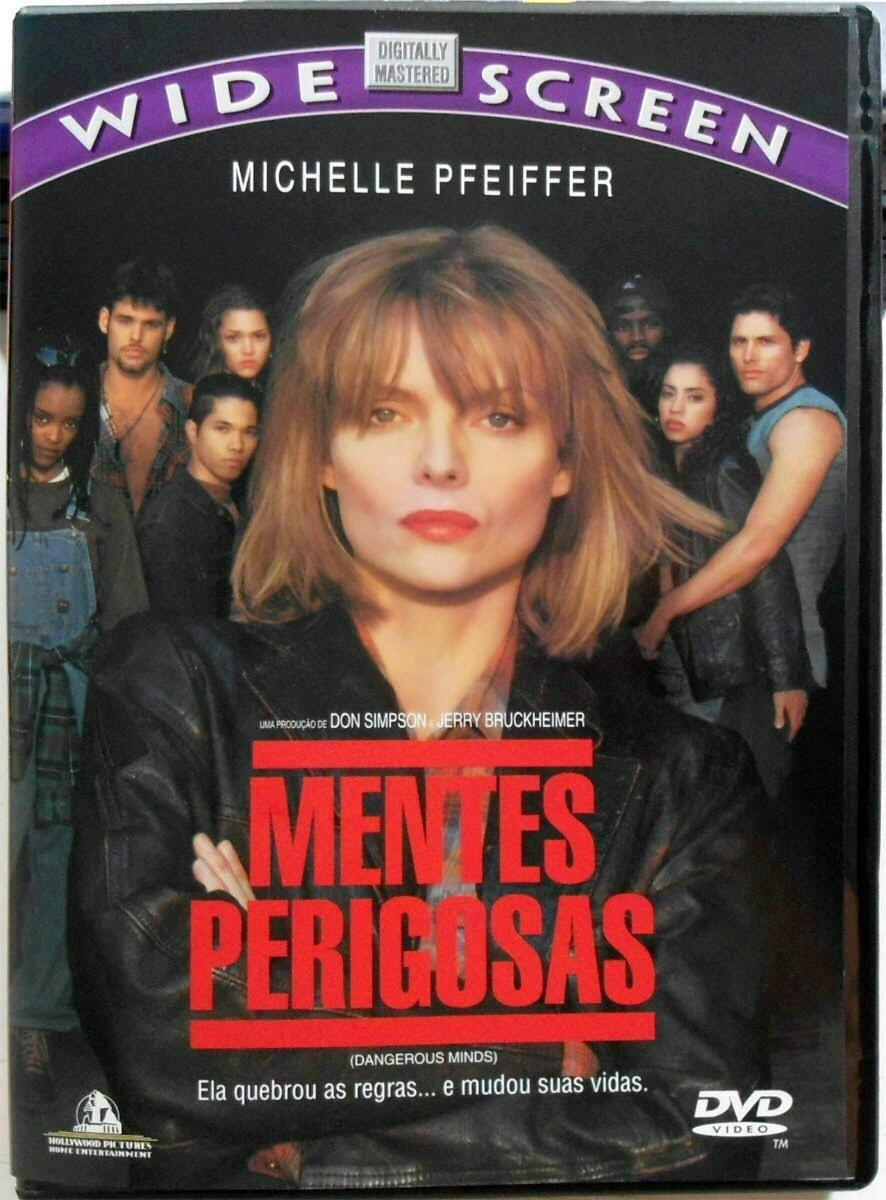 DIGITALLY
MASTERED
WIDE SCREEN
MICHELLE PFEIFFER
UMA PRODUÇÃO DE DON SIMPSON E JERRY BRUCKHEIMER
MENTES
PERIGOSAS
(DANGEROUS MINDS)
Ela quebrou as regras... e mudou suas vidas.
HOLLYWOOD PICTURES
HOME ENTERTAINMENT
DVD
VIDEO
TM